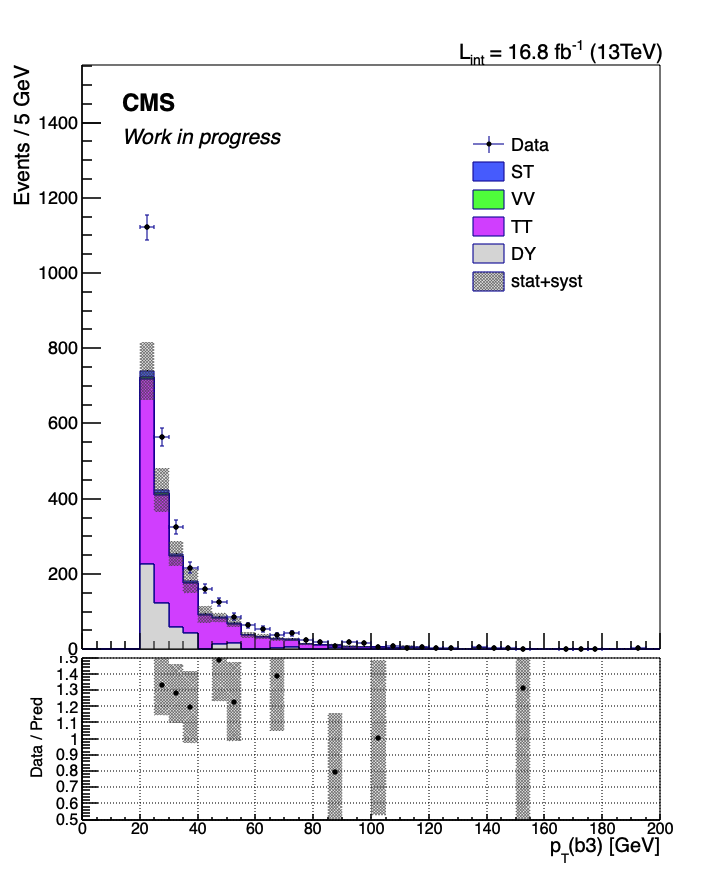 L_int = 16.8 fb⁻¹ (13TeV)
Events / 5 GeV
CMS
Work in progress
Data
ST
VV
TT
DY
stat+syst
1400
1200
1000
800
600
400
200
0
1.5
1.4
1.3
1.2
1.1
1
0.9
0.8
0.7
0.6
0.5
Data / Pred
0 20 40 60 80 100 120 140 160 180 200
p_T(b3) [GeV]